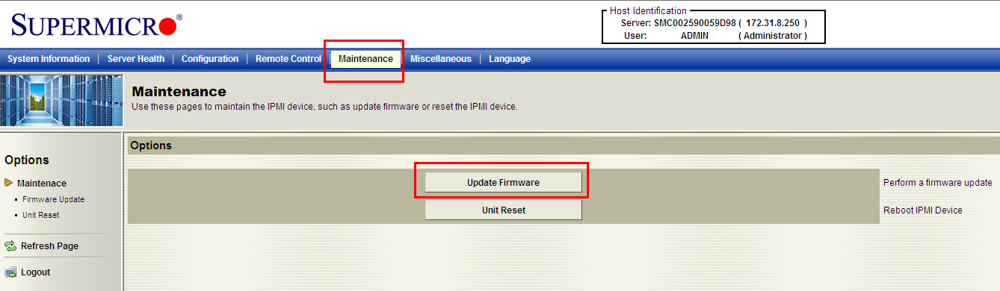 SUPERMICRO®
Host Identification
Server: SMC002590059D98 ( 172.31.8.250 )
User: ADMIN ( Administrator )
System Information Server Health Configuration Remote Control Maintenance Miscellaneous Language
Maintenance
Use these pages to maintain the IPMI device, such as update firmware or reset the IPMI device.
Options
Maintenace
Firmware Update
Unit Reset
Refresh Page
Logout
Options
Update Firmware Perform a firmware update
Unit Reset Reboot IPMI Device